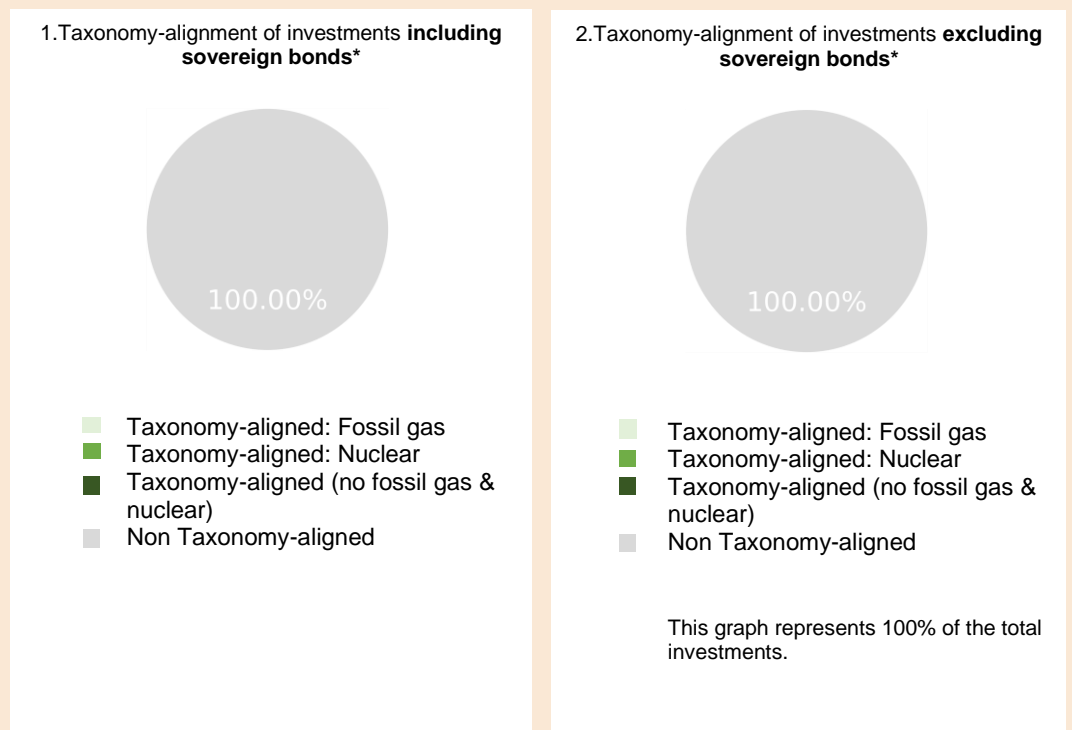 1.Taxonomy-alignment of investments including
sovereign bonds*
100.00%
Taxonomy-aligned: Fossil gas
Taxonomy-aligned: Nuclear
Taxonomy-aligned (no fossil gas &
nuclear)
Non Taxonomy-aligned
2.Taxonomy-alignment of investments excluding
sovereign bonds*
100.00%
Taxonomy-aligned: Fossil gas
Taxonomy-aligned: Nuclear
Taxonomy-aligned (no fossil gas &
nuclear)
Non Taxonomy-aligned
This graph represents 100% of the total
investments.